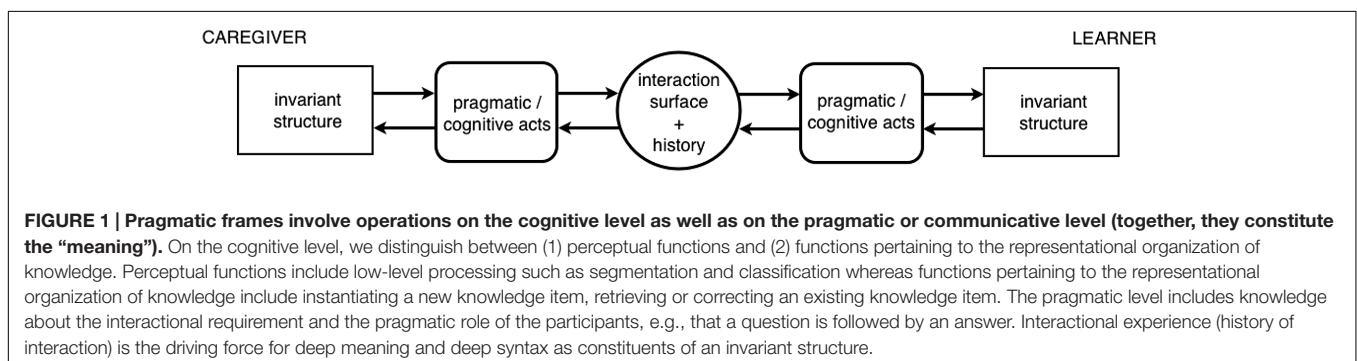 CAREGIVER
LEARNER
invariant
structure
pragmatic /
cognitive acts
interaction
surface
+
history
pragmatic /
cognitive acts
invariant
structure
FIGURE 1 | Pragmatic frames involve operations on the cognitive level as well as on the pragmatic or communicative level (together, they constitute
the “meaning”). On the cognitive level, we distinguish between (1) perceptual functions and (2) functions pertaining to the representational organization of
knowledge. Perceptual functions include low-level processing such as segmentation and classification whereas functions pertaining to the representational
organization of knowledge include instantiating a new knowledge item, retrieving or correcting an existing knowledge item. The pragmatic level includes knowledge
about the interactional requirement and the pragmatic role of the participants, e.g., that a question is followed by an answer. Interactional experience (history of
interaction) is the driving force for deep meaning and deep syntax as constituents of an invariant structure.